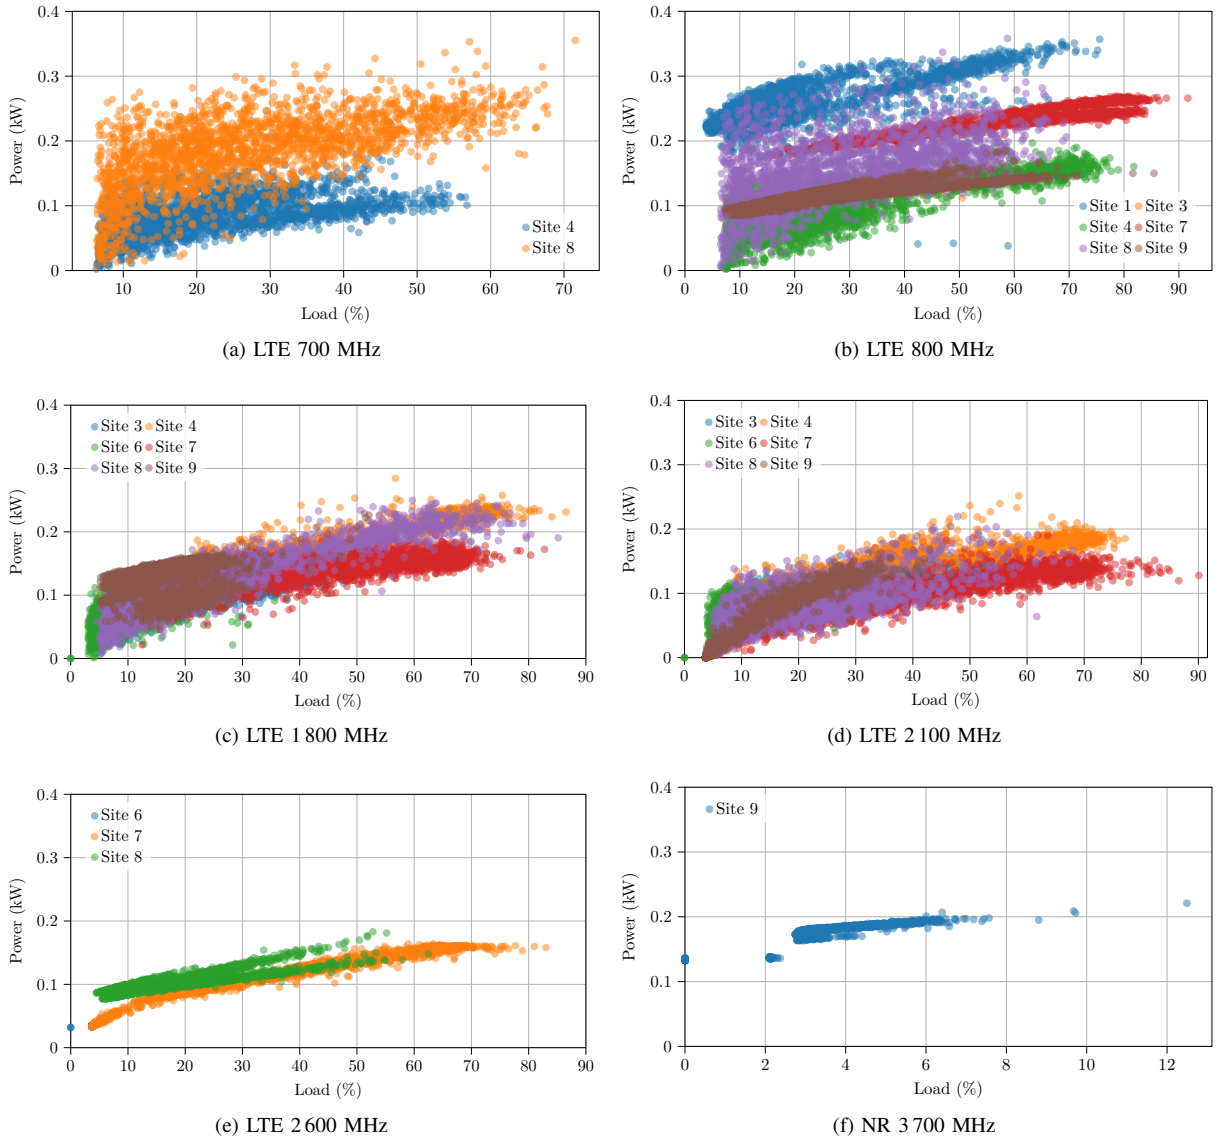 0.4
0.3
0.2
0.1
0
Power (kW)
10 20 30 40 50 60 70
Load (%)
Site 4
Site 8
(a) LTE 700 MHz
0.4
0.3
0.2
0.1
0
Power (kW)
0 10 20 30 40 50 60 70 80 90
Load (%)
Site 1 Site 3
Site 4 Site 7
Site 8 Site 9
(b) LTE 800 MHz
0.4
0.3
0.2
0.1
0
Power (kW)
0 10 20 30 40 50 60 70 80 90
Load (%)
Site 3 Site 4
Site 6 Site 7
Site 8 Site 9
(c) LTE 1 800 MHz
0.4
0.3
0.2
0.1
0
Power (kW)
0 10 20 30 40 50 60 70 80 90
Load (%)
Site 3 Site 4
Site 6 Site 7
Site 8 Site 9
(d) LTE 2 100 MHz
0.4
0.3
0.2
0.1
0
Power (kW)
0 10 20 30 40 50 60 70 80 90
Load (%)
Site 6
Site 7
Site 8
(e) LTE 2 600 MHz
0.4
0.3
0.2
0.1
0
Power (kW)
0 2 4 6 8 10 12
Load (%)
Site 9
(f) NR 3 700 MHz